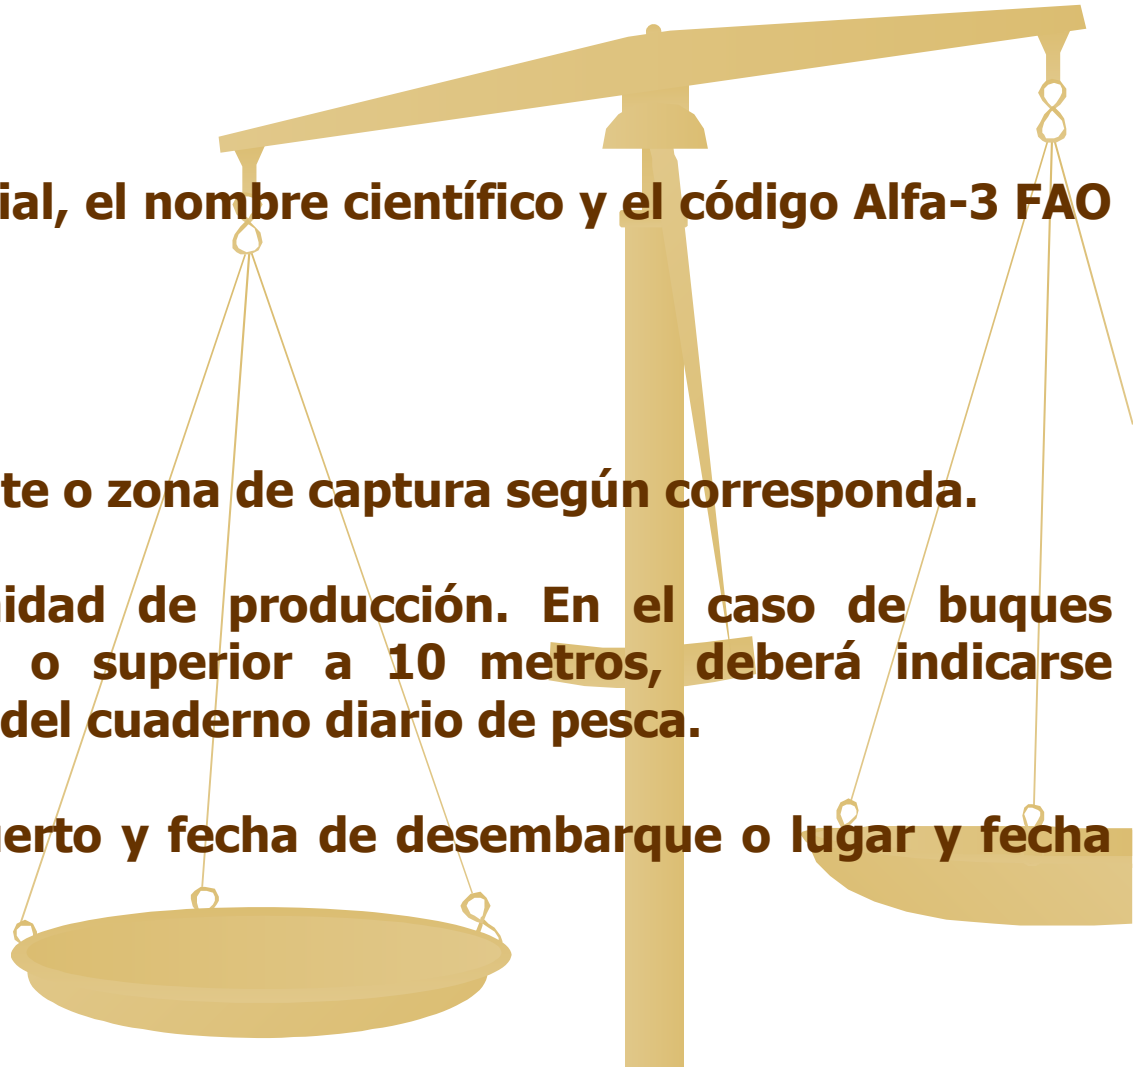 ial, el nombre científico y el código Alfa-3 FAO
te o zona de captura según corresponda.
idad de producción. En el caso de buques
o superior a 10 metros, deberá indicarse
del cuaderno diario de pesca.
erto y fecha de desembarque o lugar y fecha